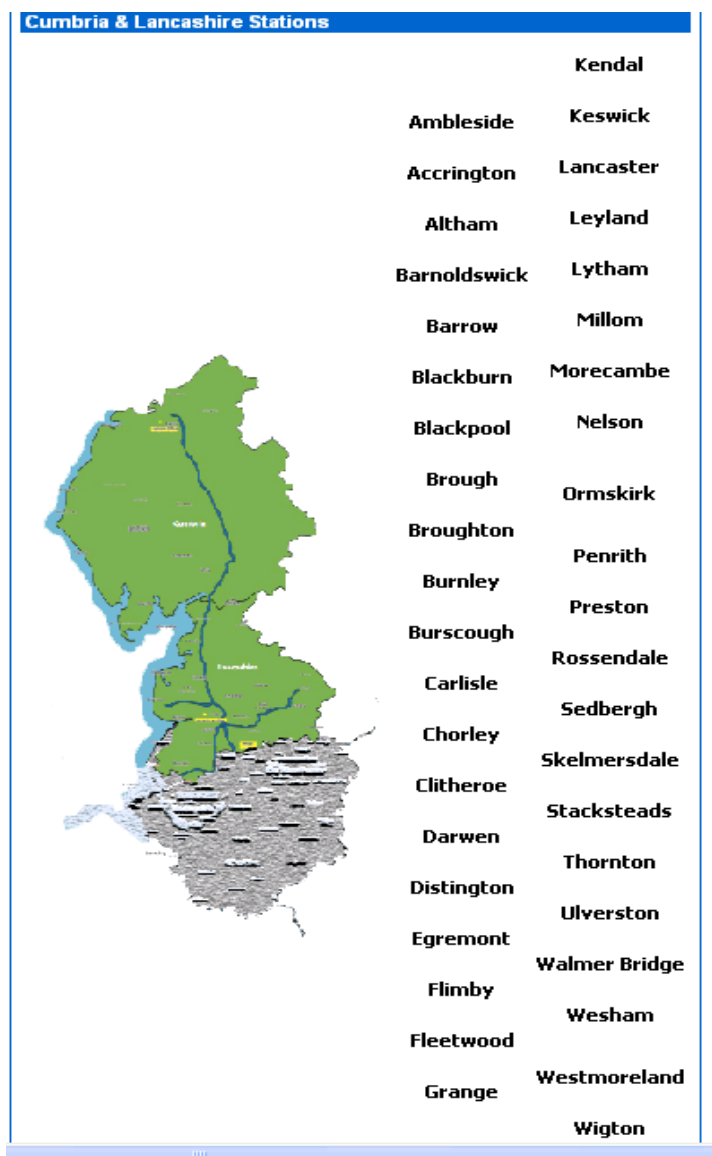 Cumbria & Lancashire Stations
Ambleside
Accrington
Altham
Barnoldswick
Barrow
Blackburn
Blackpool
Brough
Broughton
Burnley
Burscough
Carlisle
Chorley
Clitheroe
Darwen
Distington
Egremont
Flimby
Fleetwood
Grange
Kendal
Keswick
Lancaster
Leyland
Lytham
Millom
Morecambe
Nelson
Ormskirk
Penrith
Preston
Rossendale
Sedbergh
Skelmersdale
Stacksteads
Thornton
Ulverston
Walmer Bridge
Wesham
Westmoreland
Wigton